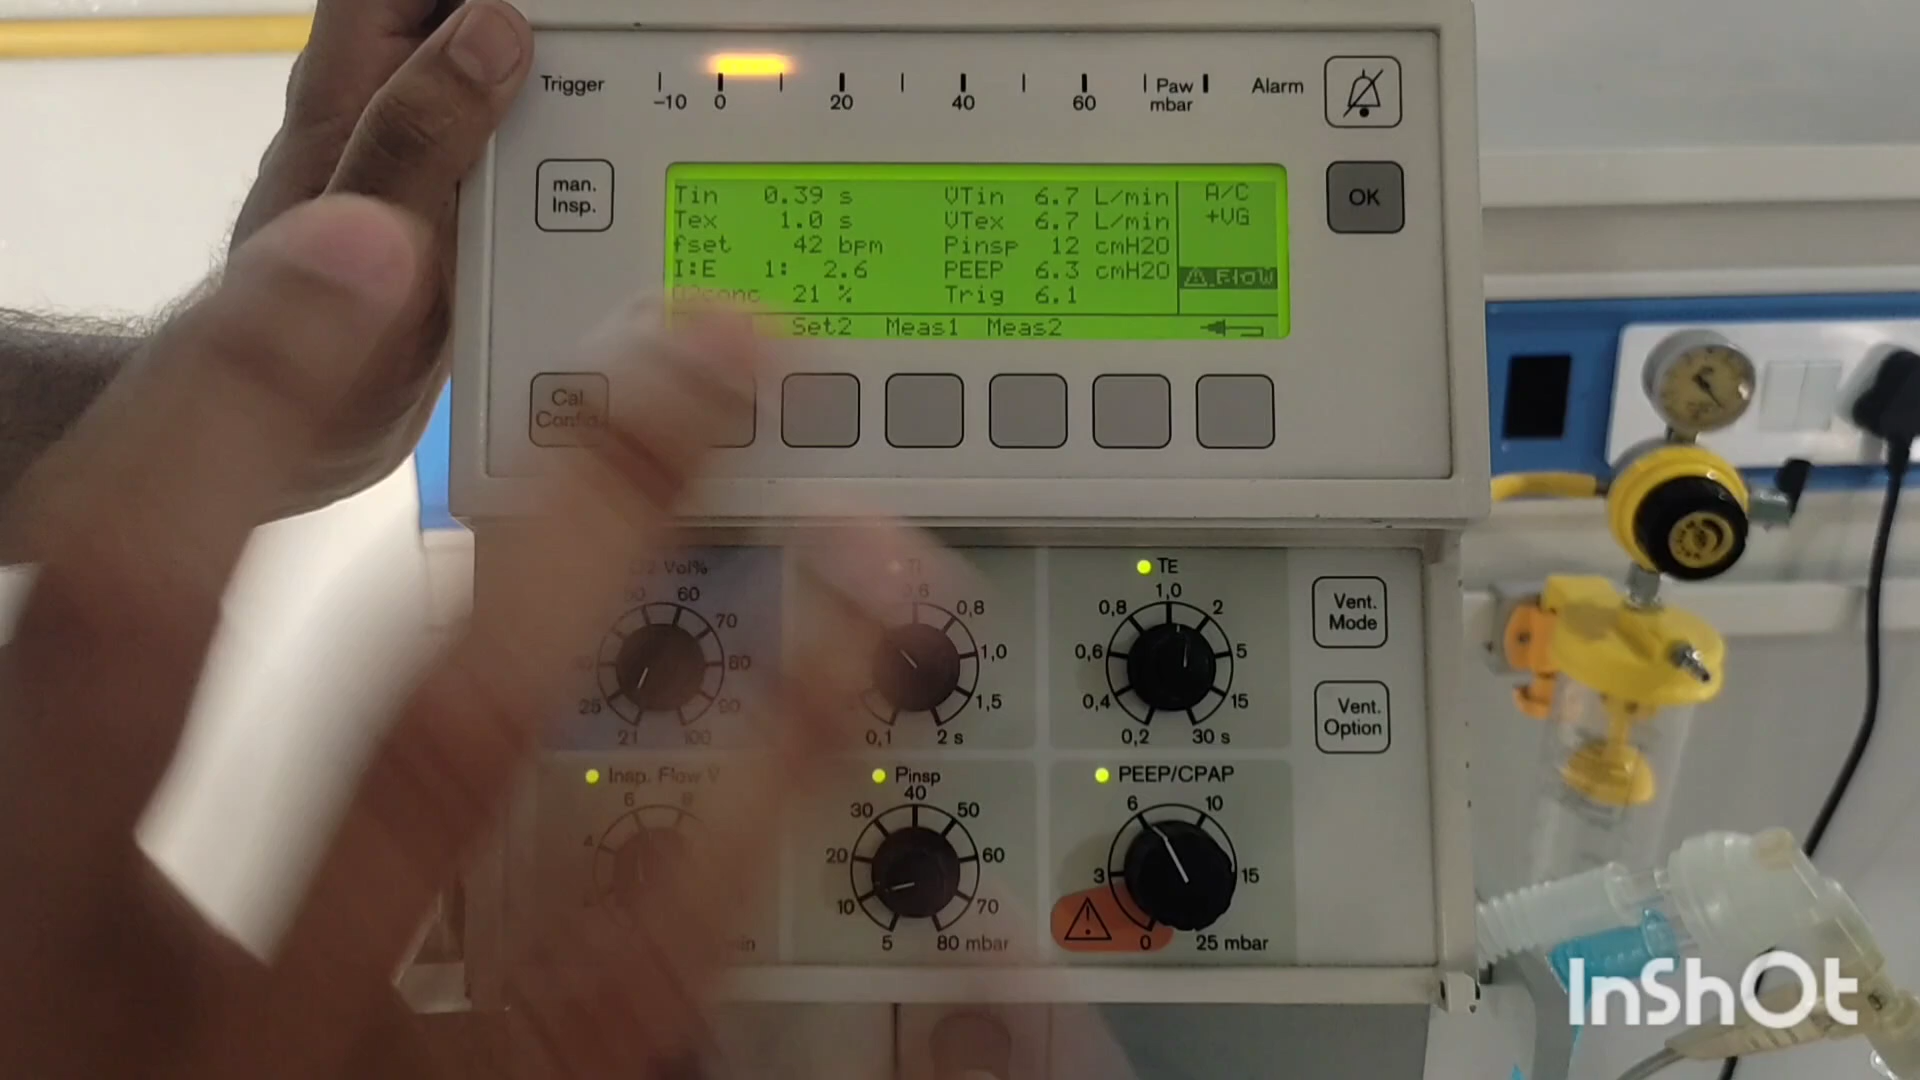 Trigger
-10 0 20 40 60 Paw mbar
Alarm
man. Insp.
Tin 0.39 s V̇Tin 6.7 L/min A/C
Tex 1.0 s V̇Tex 6.7 L/min +VG
fset 42 bpm Pinsp 12 cmH2O
I:E 1: 2.6 PEEP 6.3 cmH2O Flow
O2conc 21 % Trig 6.1
Set2 Meas1 Meas2
OK
Cal. Config.
O2 Vol%
21 25 60 70 80 90 100
TI
0,1 0,6 0,8 1,0 1,5 2 s
TE
0,2 0,4 0,6 0,8 1,0 2 5 15 30 s
Vent. Mode
Vent. Option
Insp. Flow V
4 6 8
Pinsp
5 10 20 30 40 50 60 70 80 mbar
PEEP/CPAP
0 3 6 10 15 25 mbar
InShOt